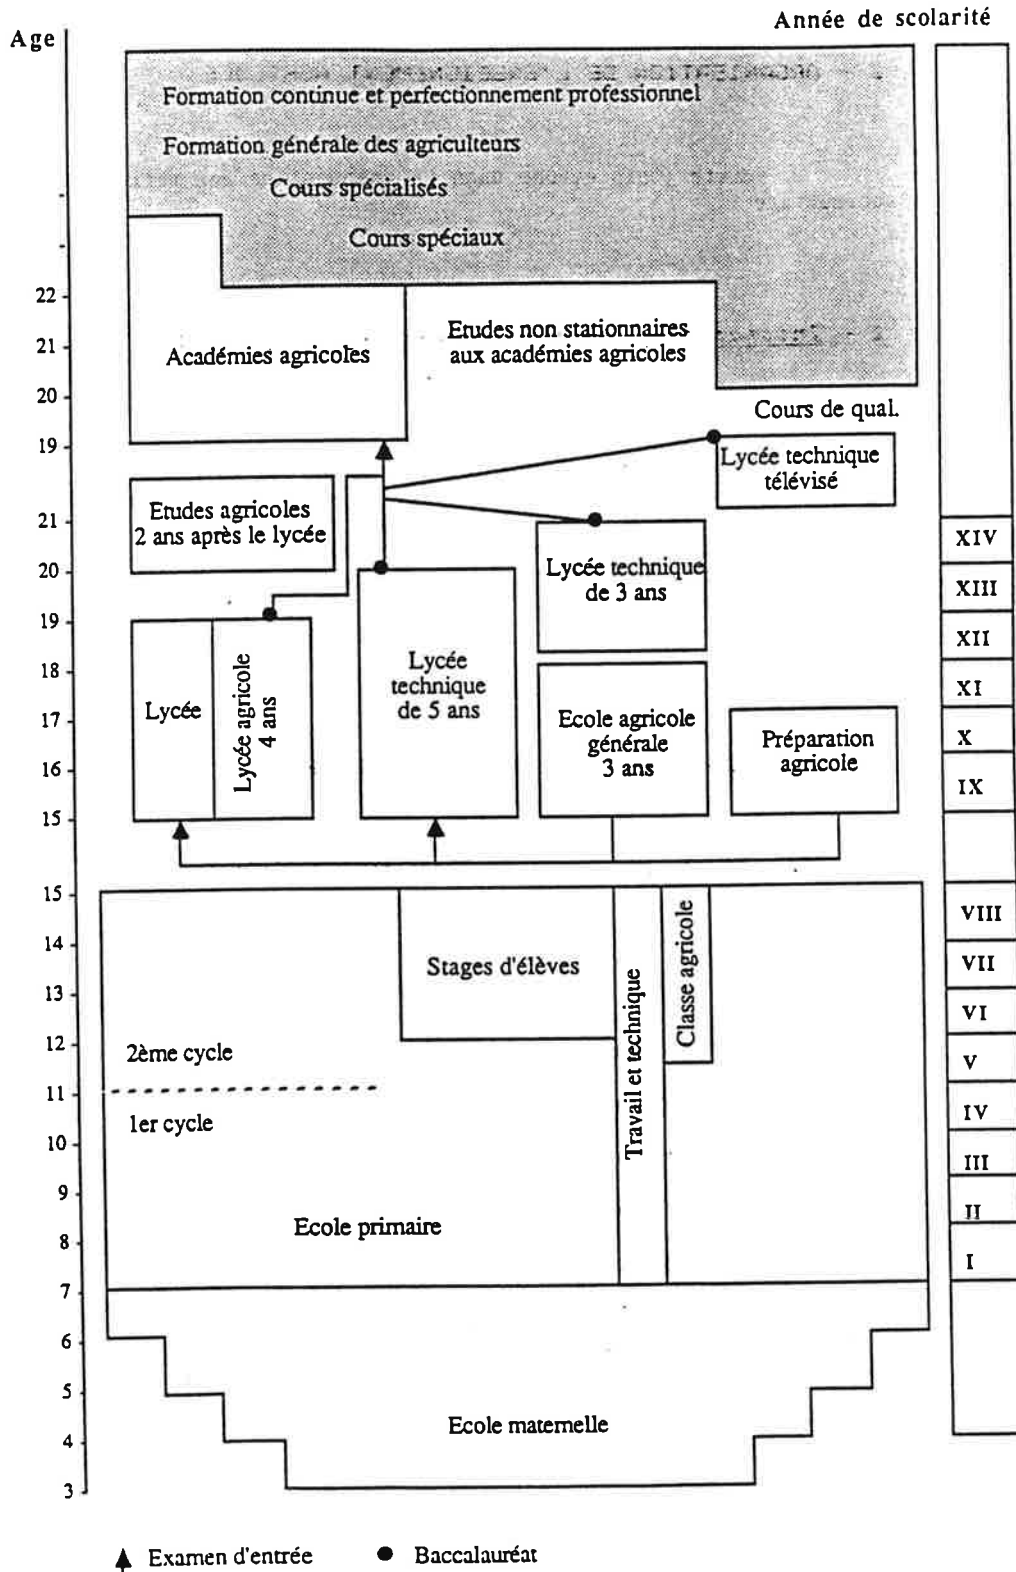 Année de scolarité
Age
Formation continue et perfectionnement professionnel
Formation générale des agriculteurs
Cours spécialisés
Cours spéciaux
22
21
20
19
Académies agricoles
Etudes non stationnaires
aux académies agricoles
Cours de qual.
Lycée technique
télévisé
Etudes agricoles
2 ans après le lycée
21
20
19
18
17
16
15
Lycée technique
de 3 ans
Lycée
Lycée agricole
4 ans
Lycée
technique
de 5 ans
Ecole agricole
générale
3 ans
Préparation
agricole
XIV
XIII
XII
XI
X
IX
15
14
13
12
11
10
9
8
7
6
5
4
3
Stages d'élèves
Travail et technique
Classe agricole
2ème cycle
1er cycle
Ecole primaire
Ecole maternelle
VIII
VII
VI
V
IV
III
II
I
Examen d'entrée
Baccalauréat